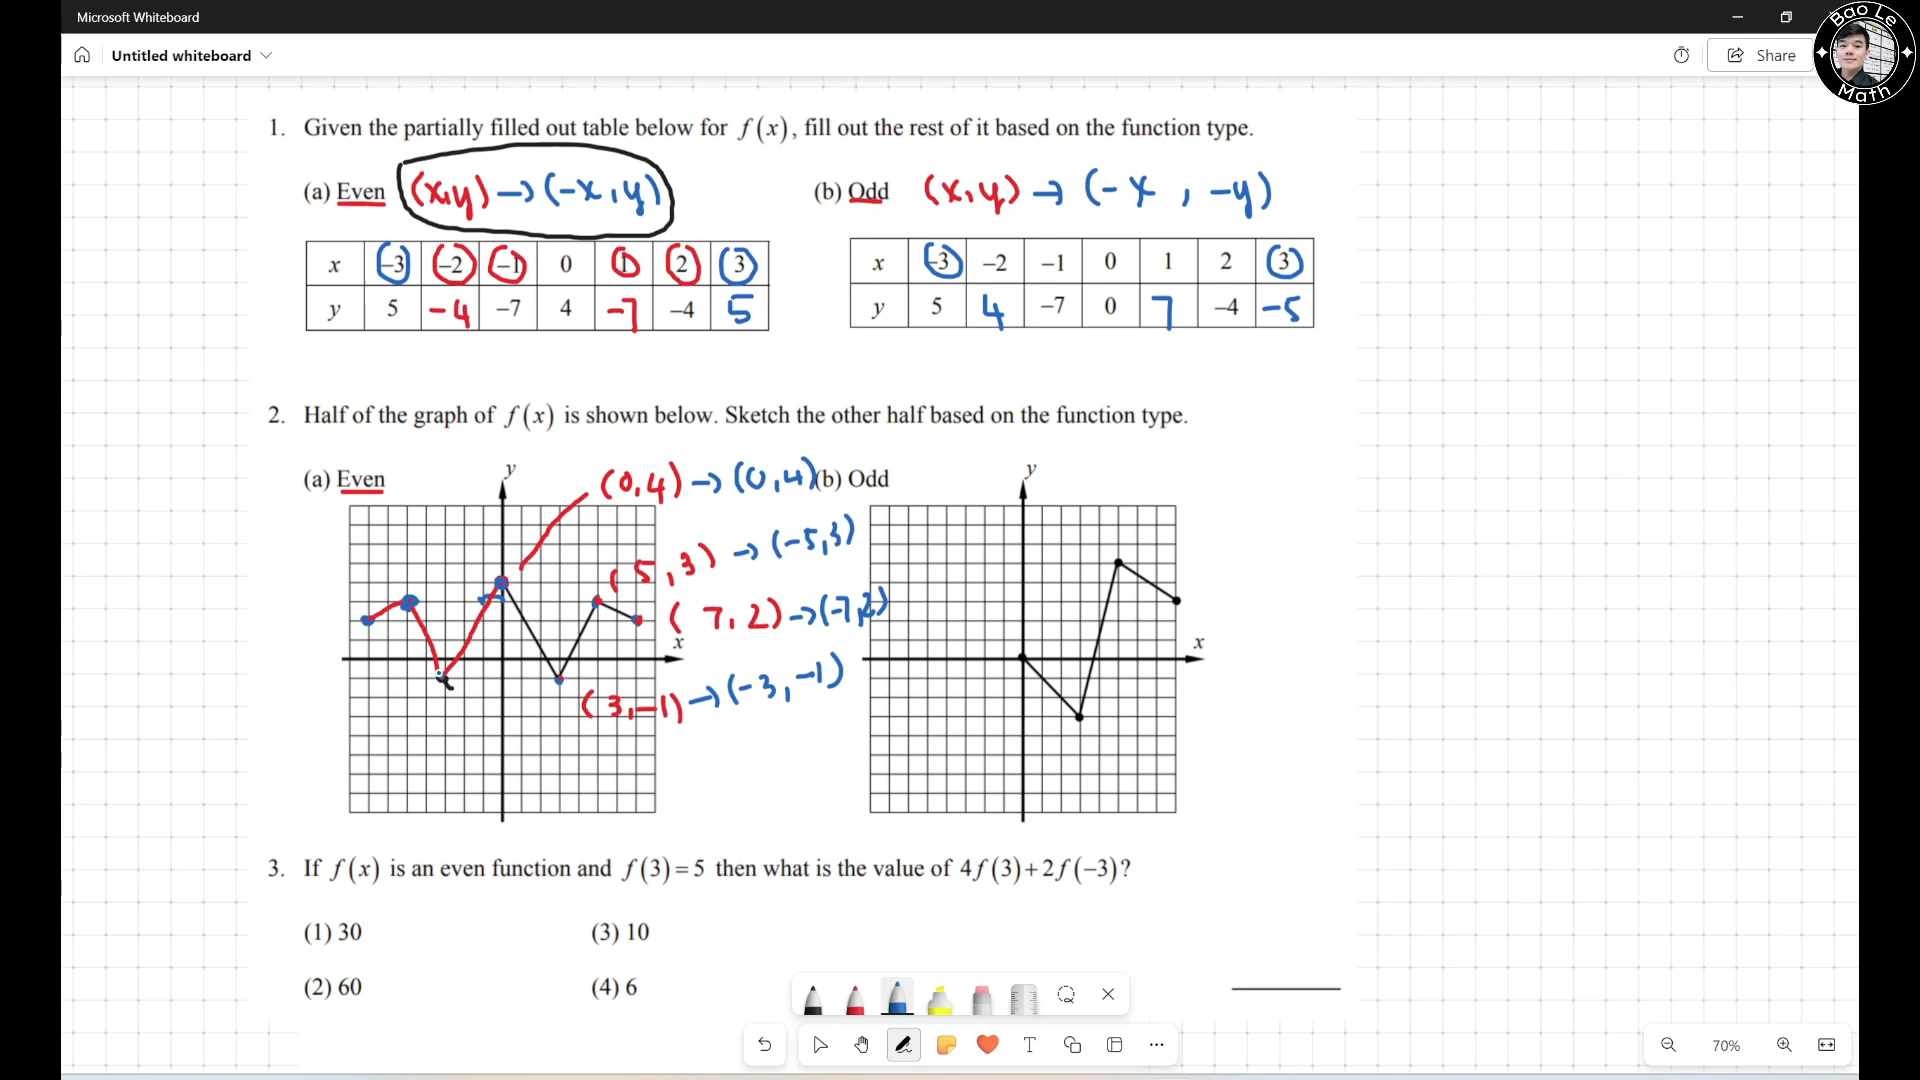 Microsoft Whiteboard
Untitled whiteboard
Share
Bao Le
Math
1. Given the partially filled out table below for f(x), fill out the rest of it based on the function type.
(a) Even (x,y) → (-x, y)
(b) Odd (x,y) → (-x, -y)
x -3 -2 -1 0 1 2 3
y 5 -4 -7 4 -7 -4 5
x -3 -2 -1 0 1 2 3
y 5 4 -7 0 7 -4 -5
2. Half of the graph of f(x) is shown below. Sketch the other half based on the function type.
(a) Even
y
(0,4) → (0,4)
(b) Odd
y
(5,3) → (-5,3)
(7,2) → (-7,2)
x
x
(3,-1) → (-3,-1)
3. If f(x) is an even function and f(3)=5 then what is the value of 4f(3)+2f(-3)?
(1) 30
(3) 10
(2) 60
(4) 6
70%